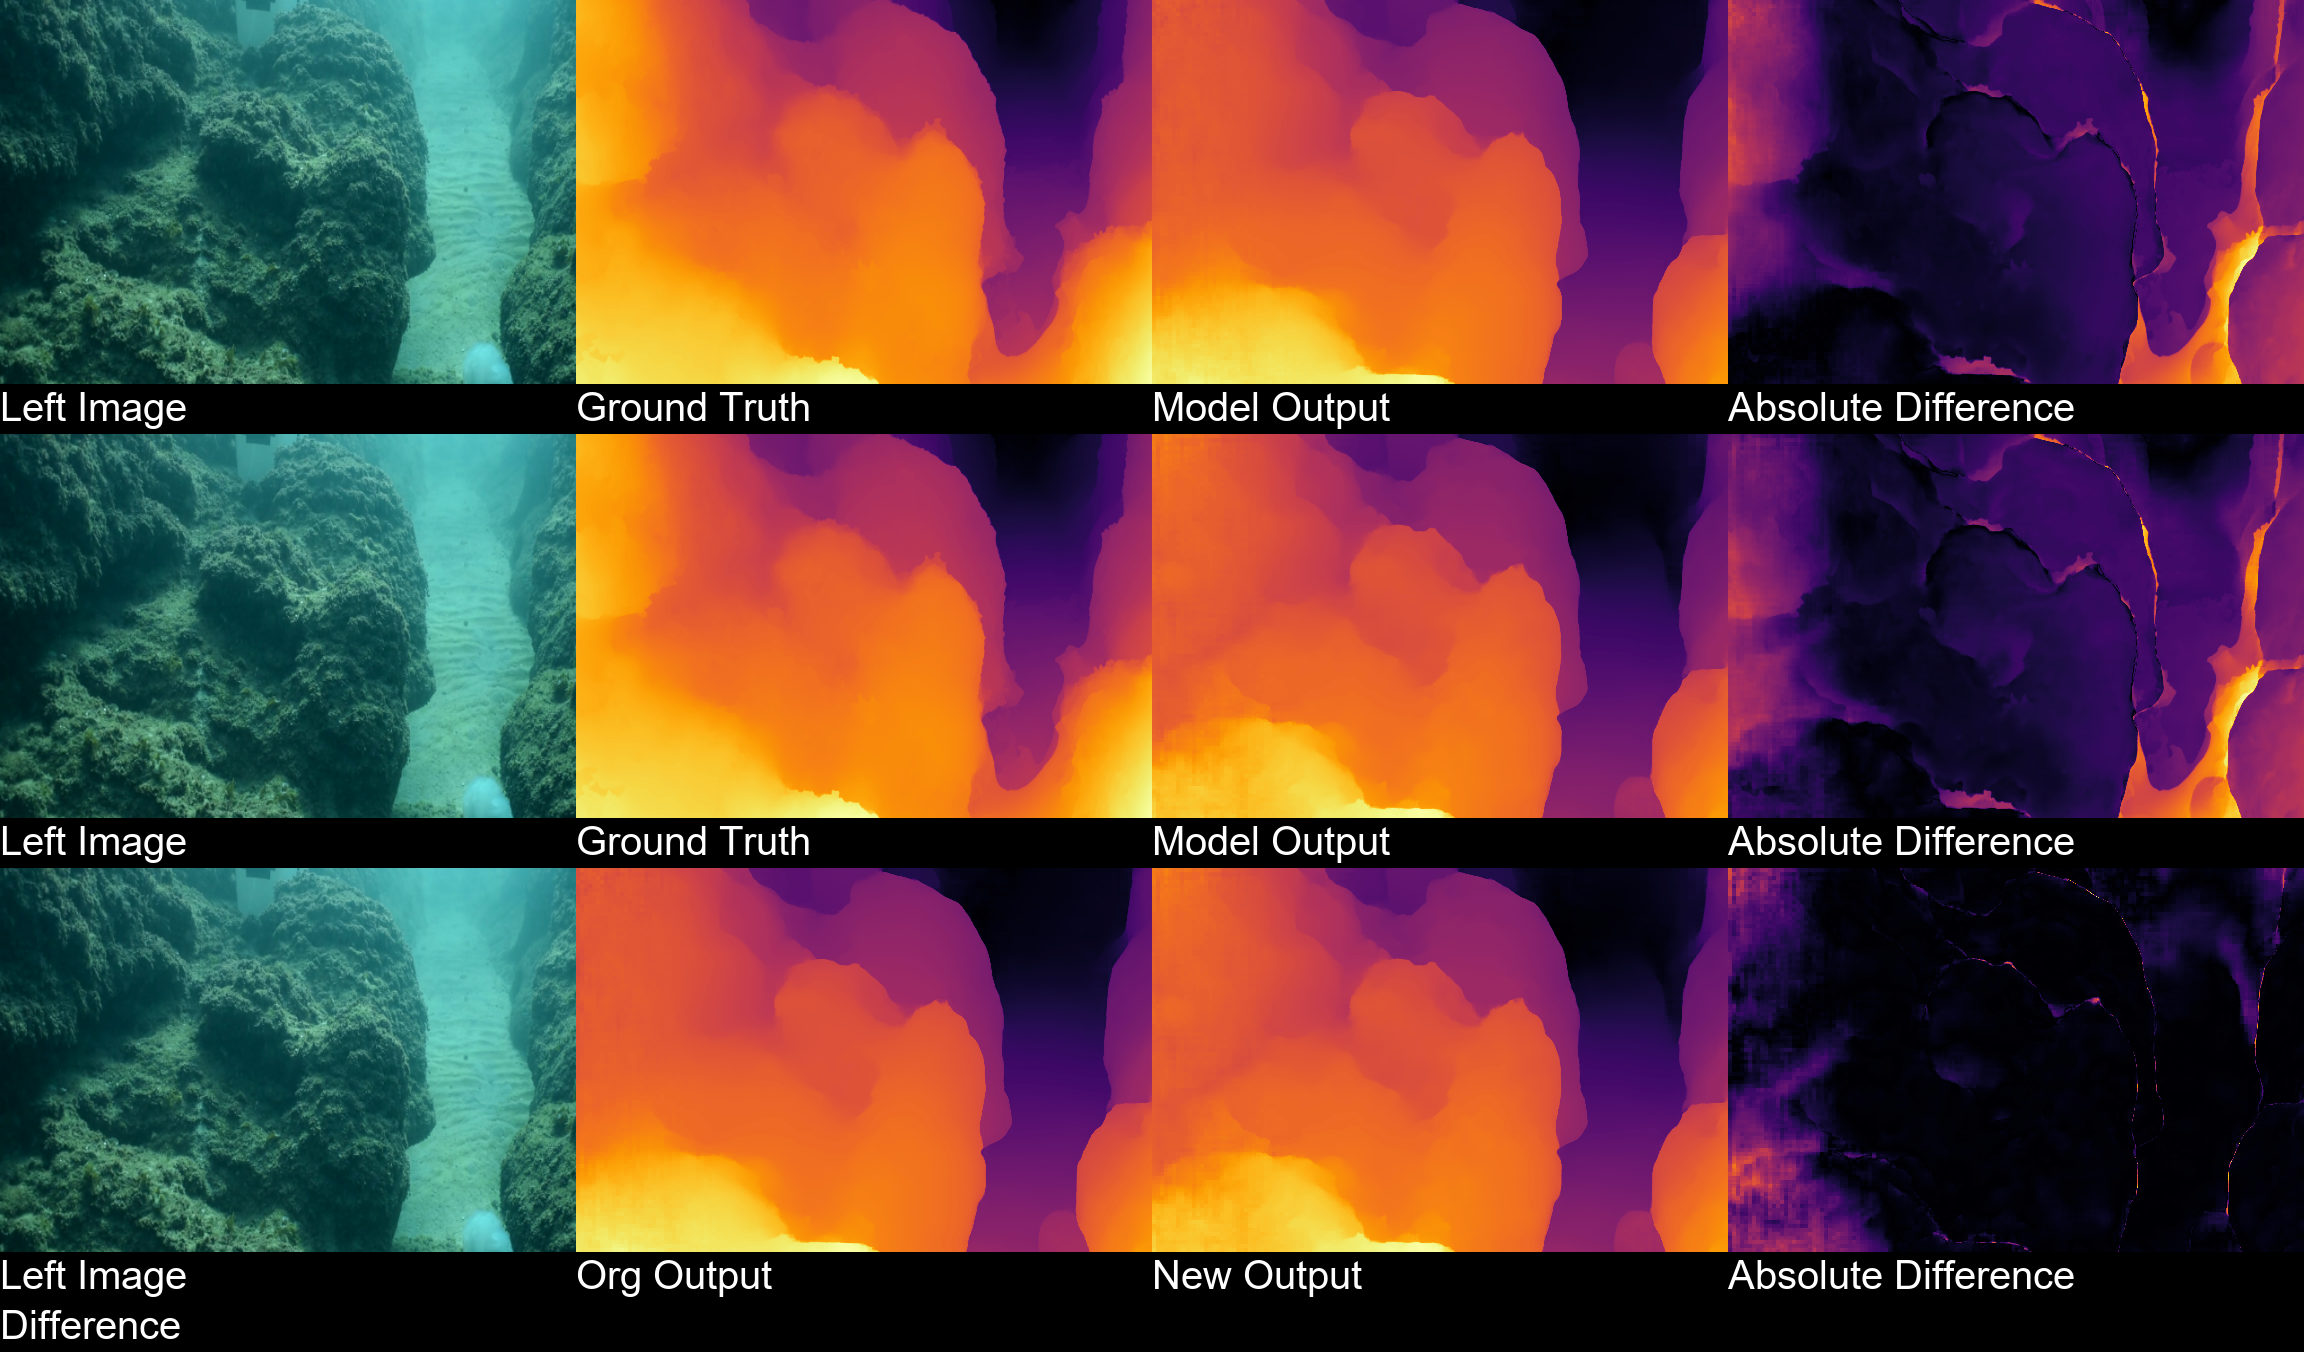 Left Image
Ground Truth
Model Output
Absolute Difference
Left Image
Ground Truth
Model Output
Absolute Difference
Left Image
Org Output
New Output
Absolute Difference
Difference